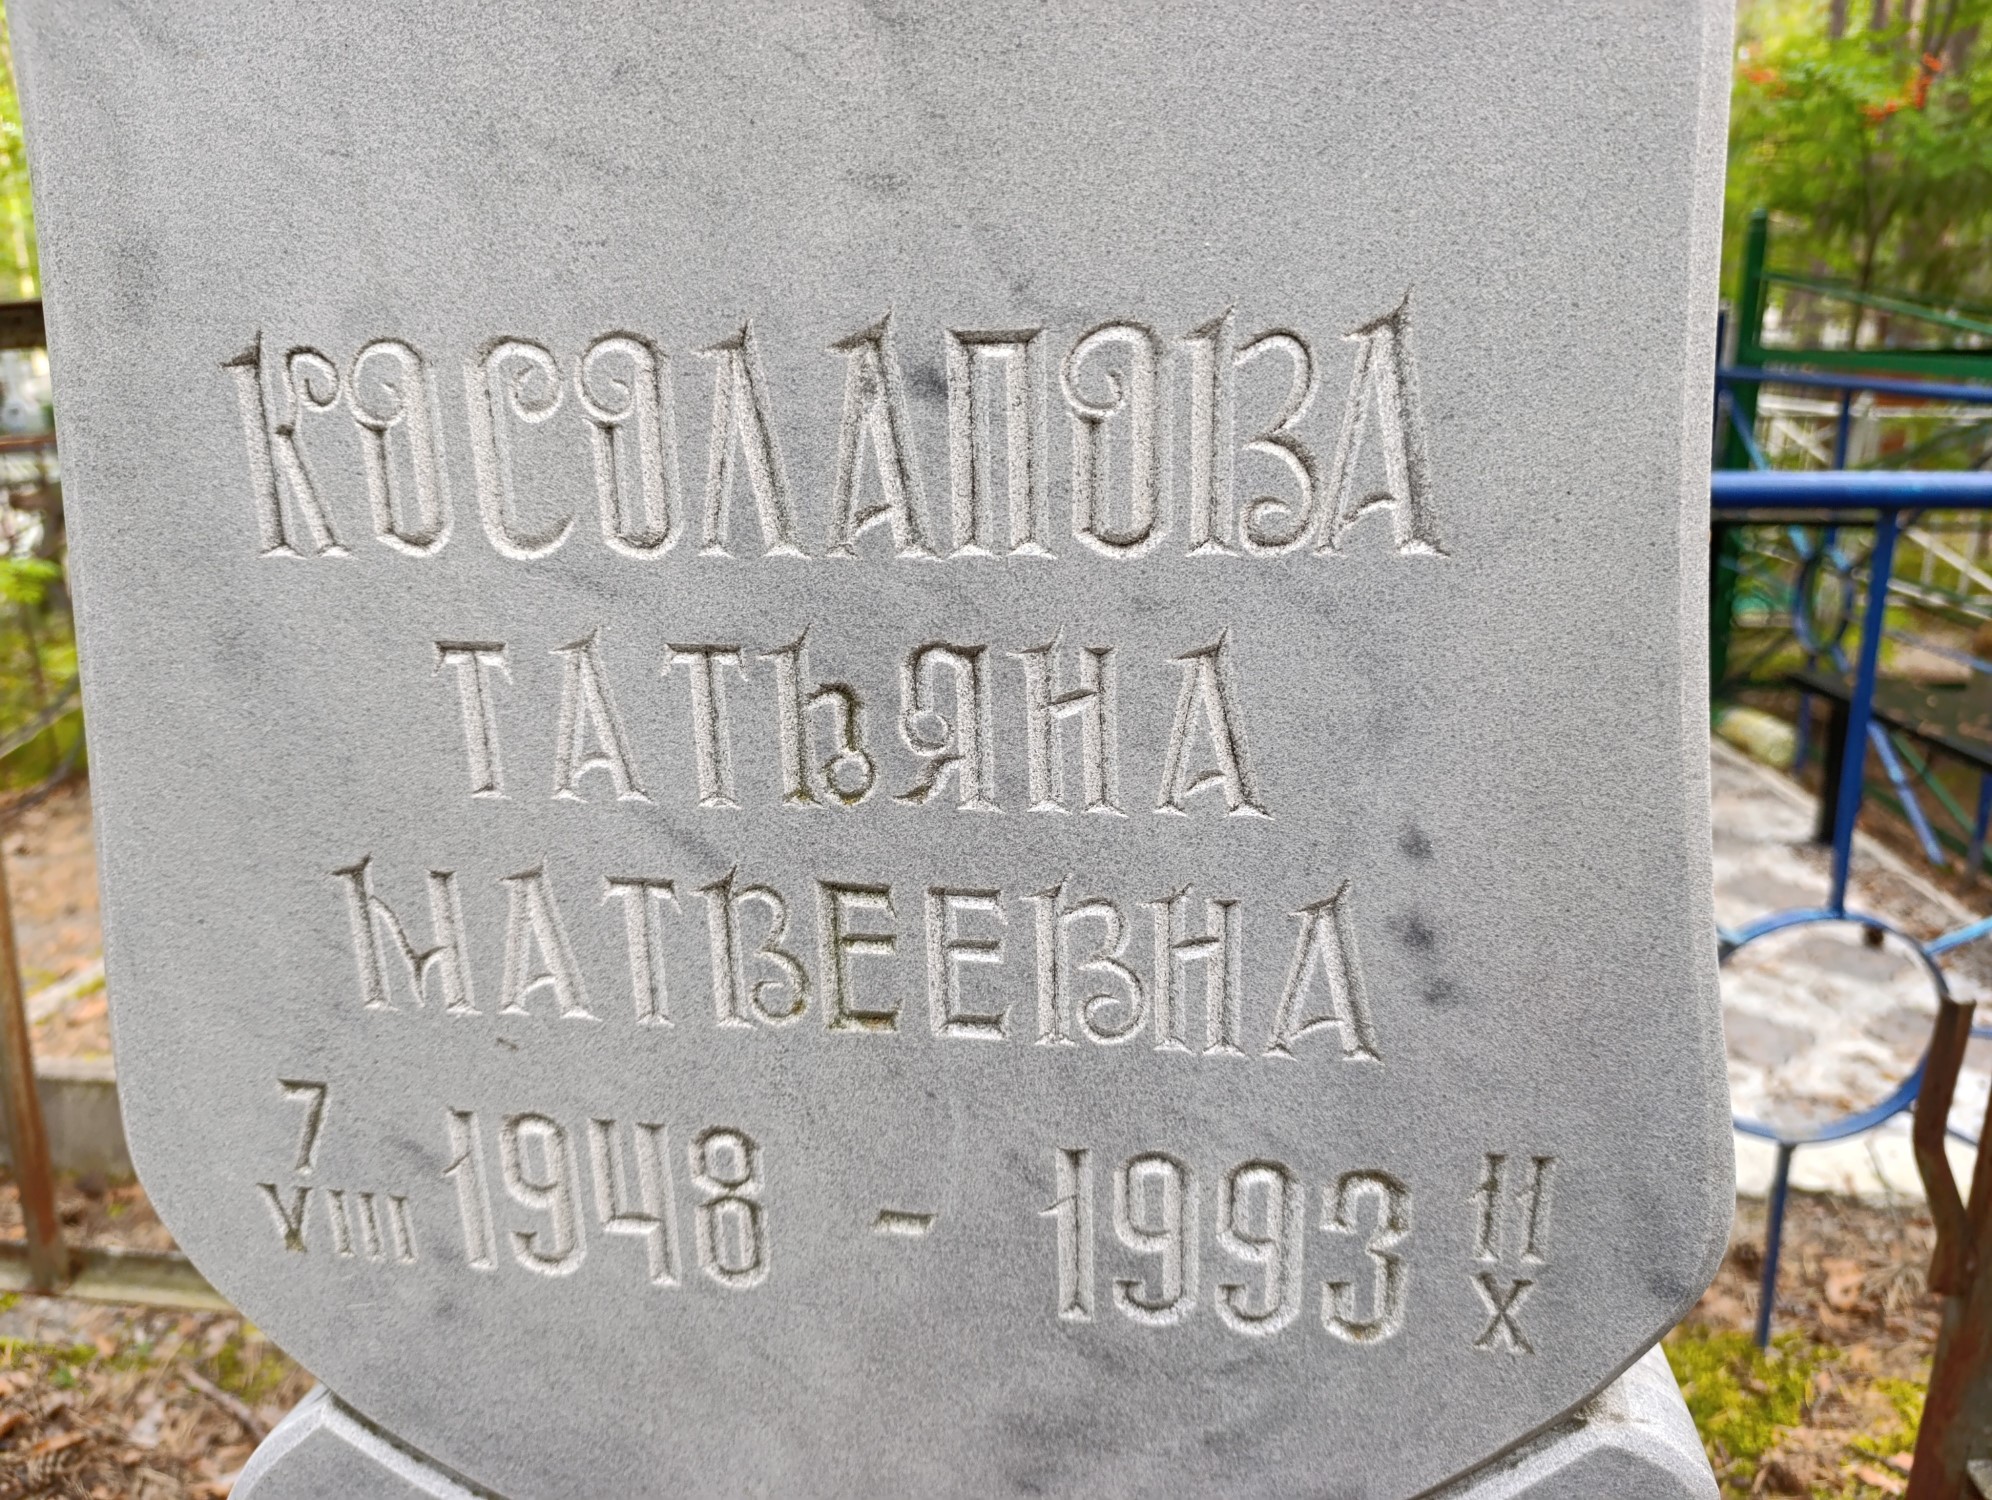 КОСОЛАПОВА
ТАТЬЯНА
МАТВЕЕВНА
7 VIII 1948 - 1993 11 X